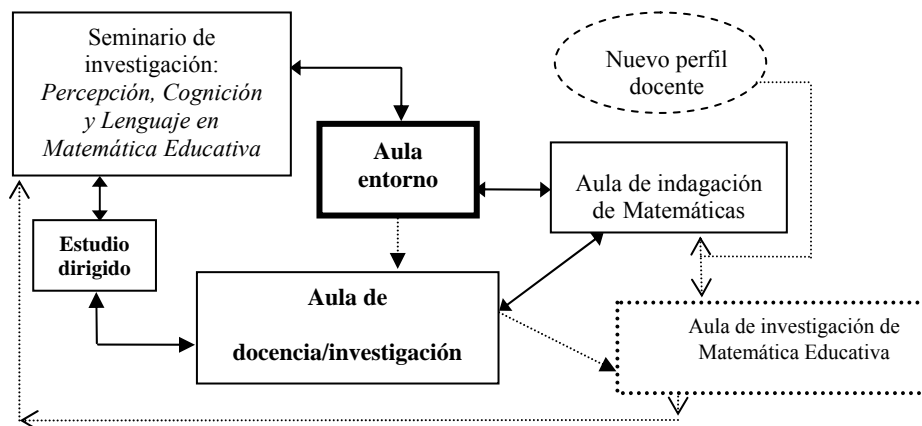 Seminario de
investigación:
Percepción, Cognición
y Lenguaje en
Matemática Educativa
Nuevo perfil
docente
Aula
entorno
Aula de indagación
de Matemáticas
Estudio
dirigido
Aula de
docencia/investigación
Aula de investigación de
Matemática Educativa